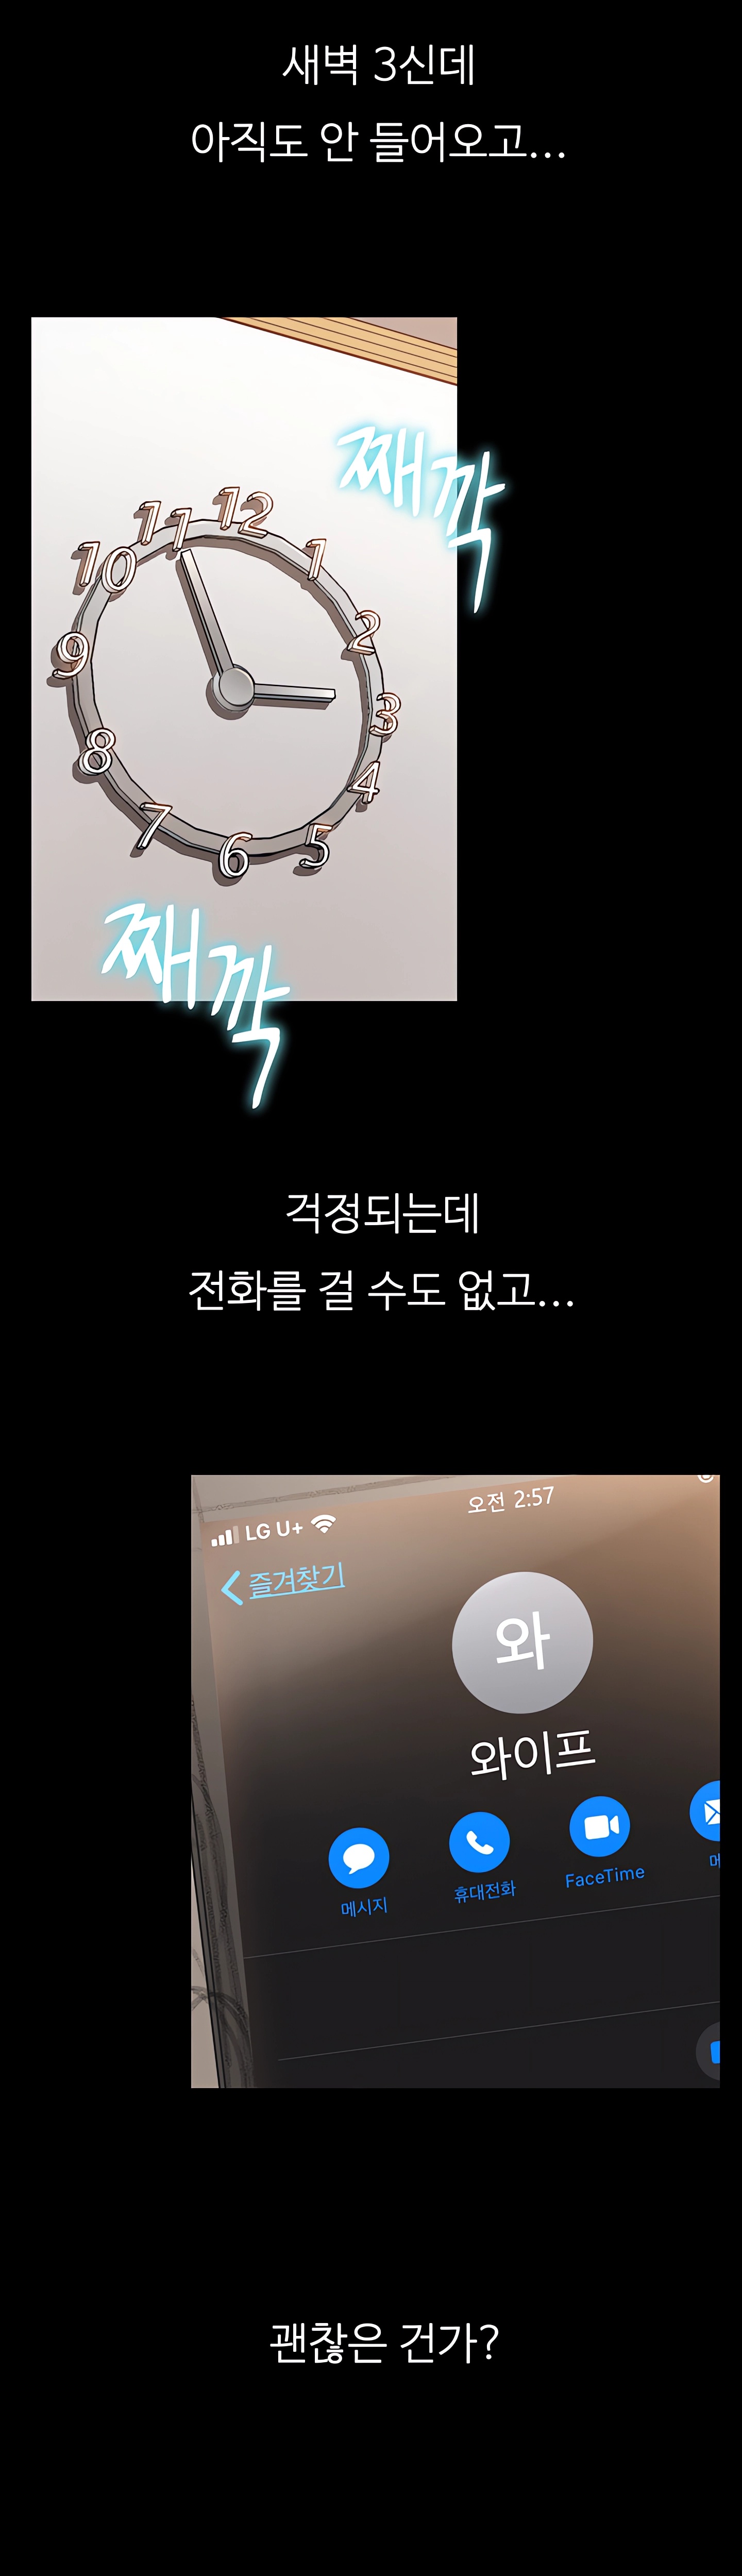 새벽 3신데
아직도 안 들어오고...
째깍
12
11
1
10
2
9
3
8
4
7
5
6
째깍
걱정되는데
전화를 걸 수도 없고...
오전 2:57
LG U+
즐겨찾기
와
와이프
메시지
휴대전화
FaceTime
괜찮은 건가?